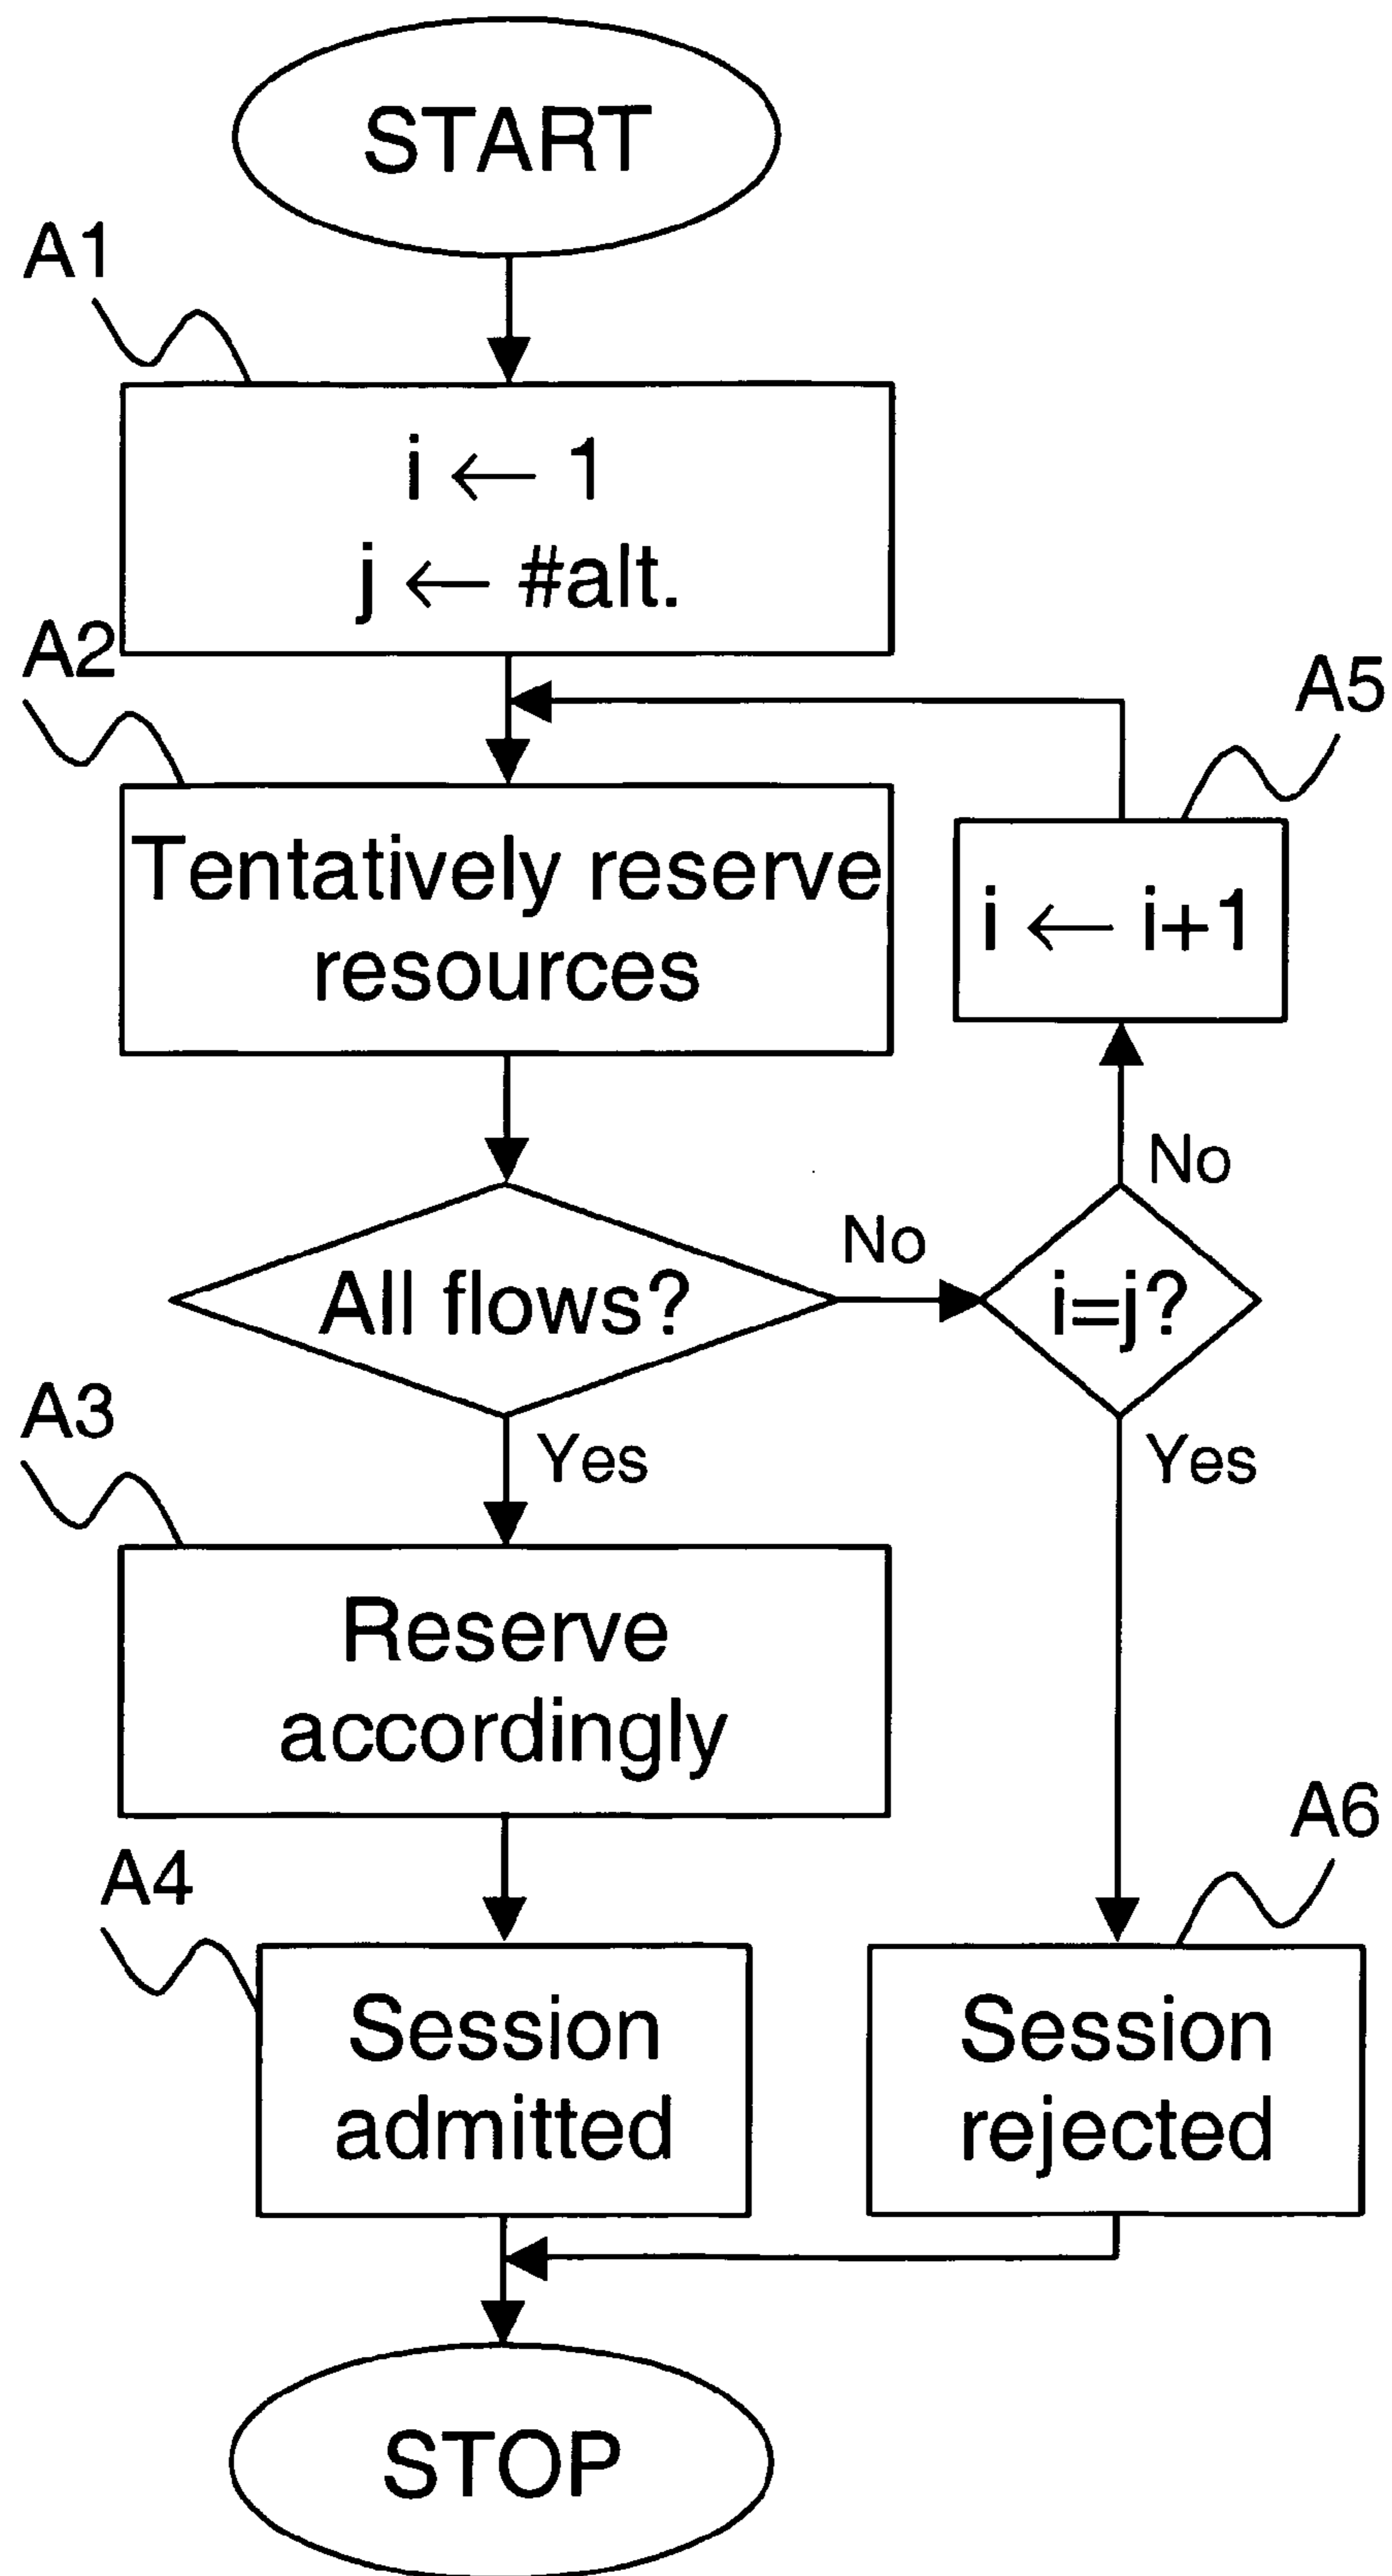 START
A1
i ← 1
j ← #alt.
A2
A5
Tentatively reserve
resources
i ← i+1
No
No
All flows?
i=j?
A3
Yes
Yes
Reserve
accordingly
A6
A4
Session
admitted
Session
rejected
STOP